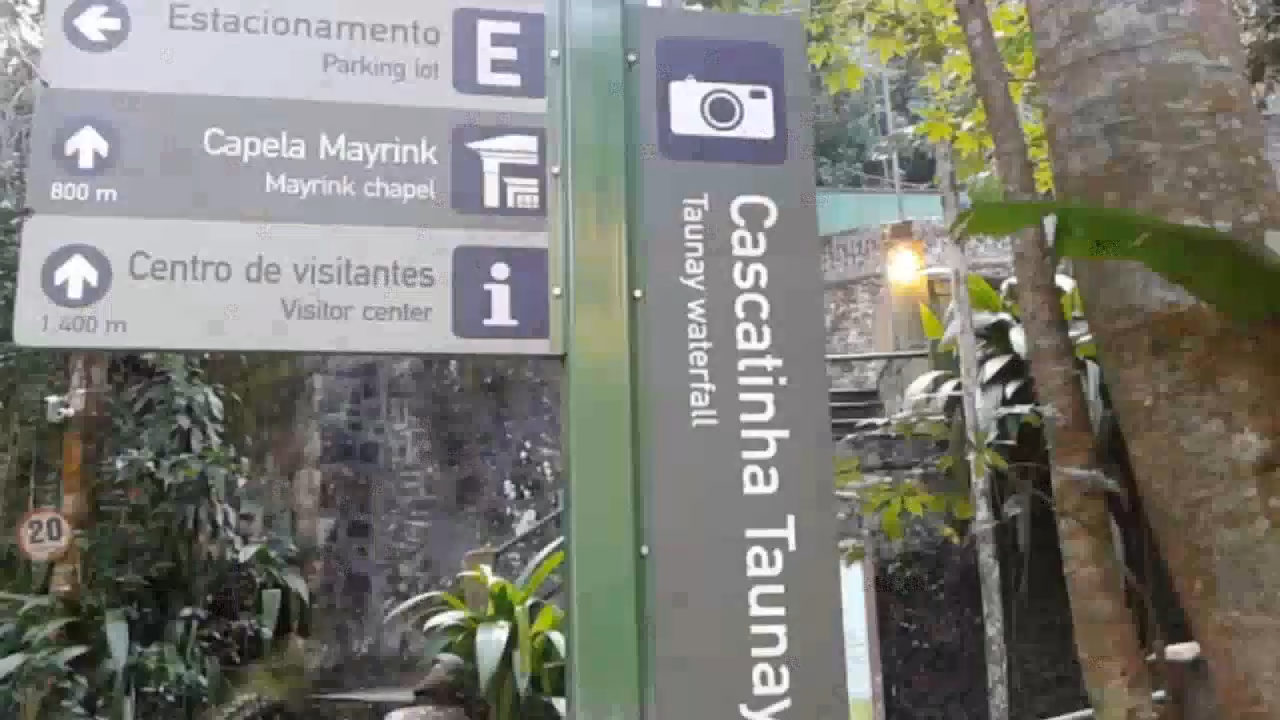 Estacionamento
Parking lot
E
Capela Mayrink
Mayrink chapel
800 m
Centro de visitantes
Visitor center
1 400 m
i
Cascatinha Taunay
Taunay waterfall
20